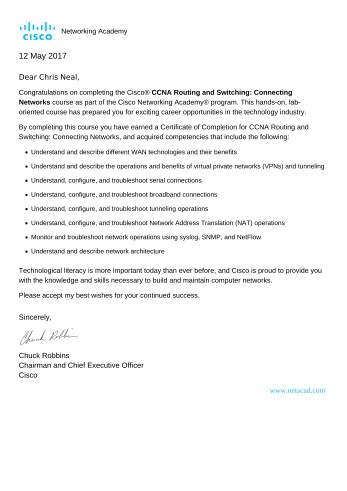 CISCO Networking Academy
12 May 2017
Dear Chris Neal,
Congratulations on completing the Cisco® CCNA Routing and Switching: Connecting
Networks course as part of the Cisco Networking Academy® program. This hands-on, lab-
oriented course has prepared you for exciting career opportunities in the technology industry.
By completing this course you have earned a Certificate of Completion for CCNA Routing and
Switching: Connecting Networks, and acquired competencies that include the following:
• Understand and describe different WAN technologies and their benefits
• Understand and describe the operations and benefits of virtual private networks (VPNs) and tunneling
• Understand, configure, and troubleshoot serial connections
• Understand, configure, and troubleshoot broadband connections
• Understand, configure, and troubleshoot tunneling operations
• Understand, configure, and troubleshoot Network Address Translation (NAT) operations
• Monitor and troubleshoot network operations using syslog, SNMP, and NetFlow
• Understand and describe network architecture
Technological literacy is more important today than ever before, and Cisco is proud to provide you
with the knowledge and skills necessary to build and maintain computer networks.
Please accept my best wishes for your continued success.
Sincerely,
Chuck Robbins
Chuck Robbins
Chairman and Chief Executive Officer
Cisco
www.netacad.com